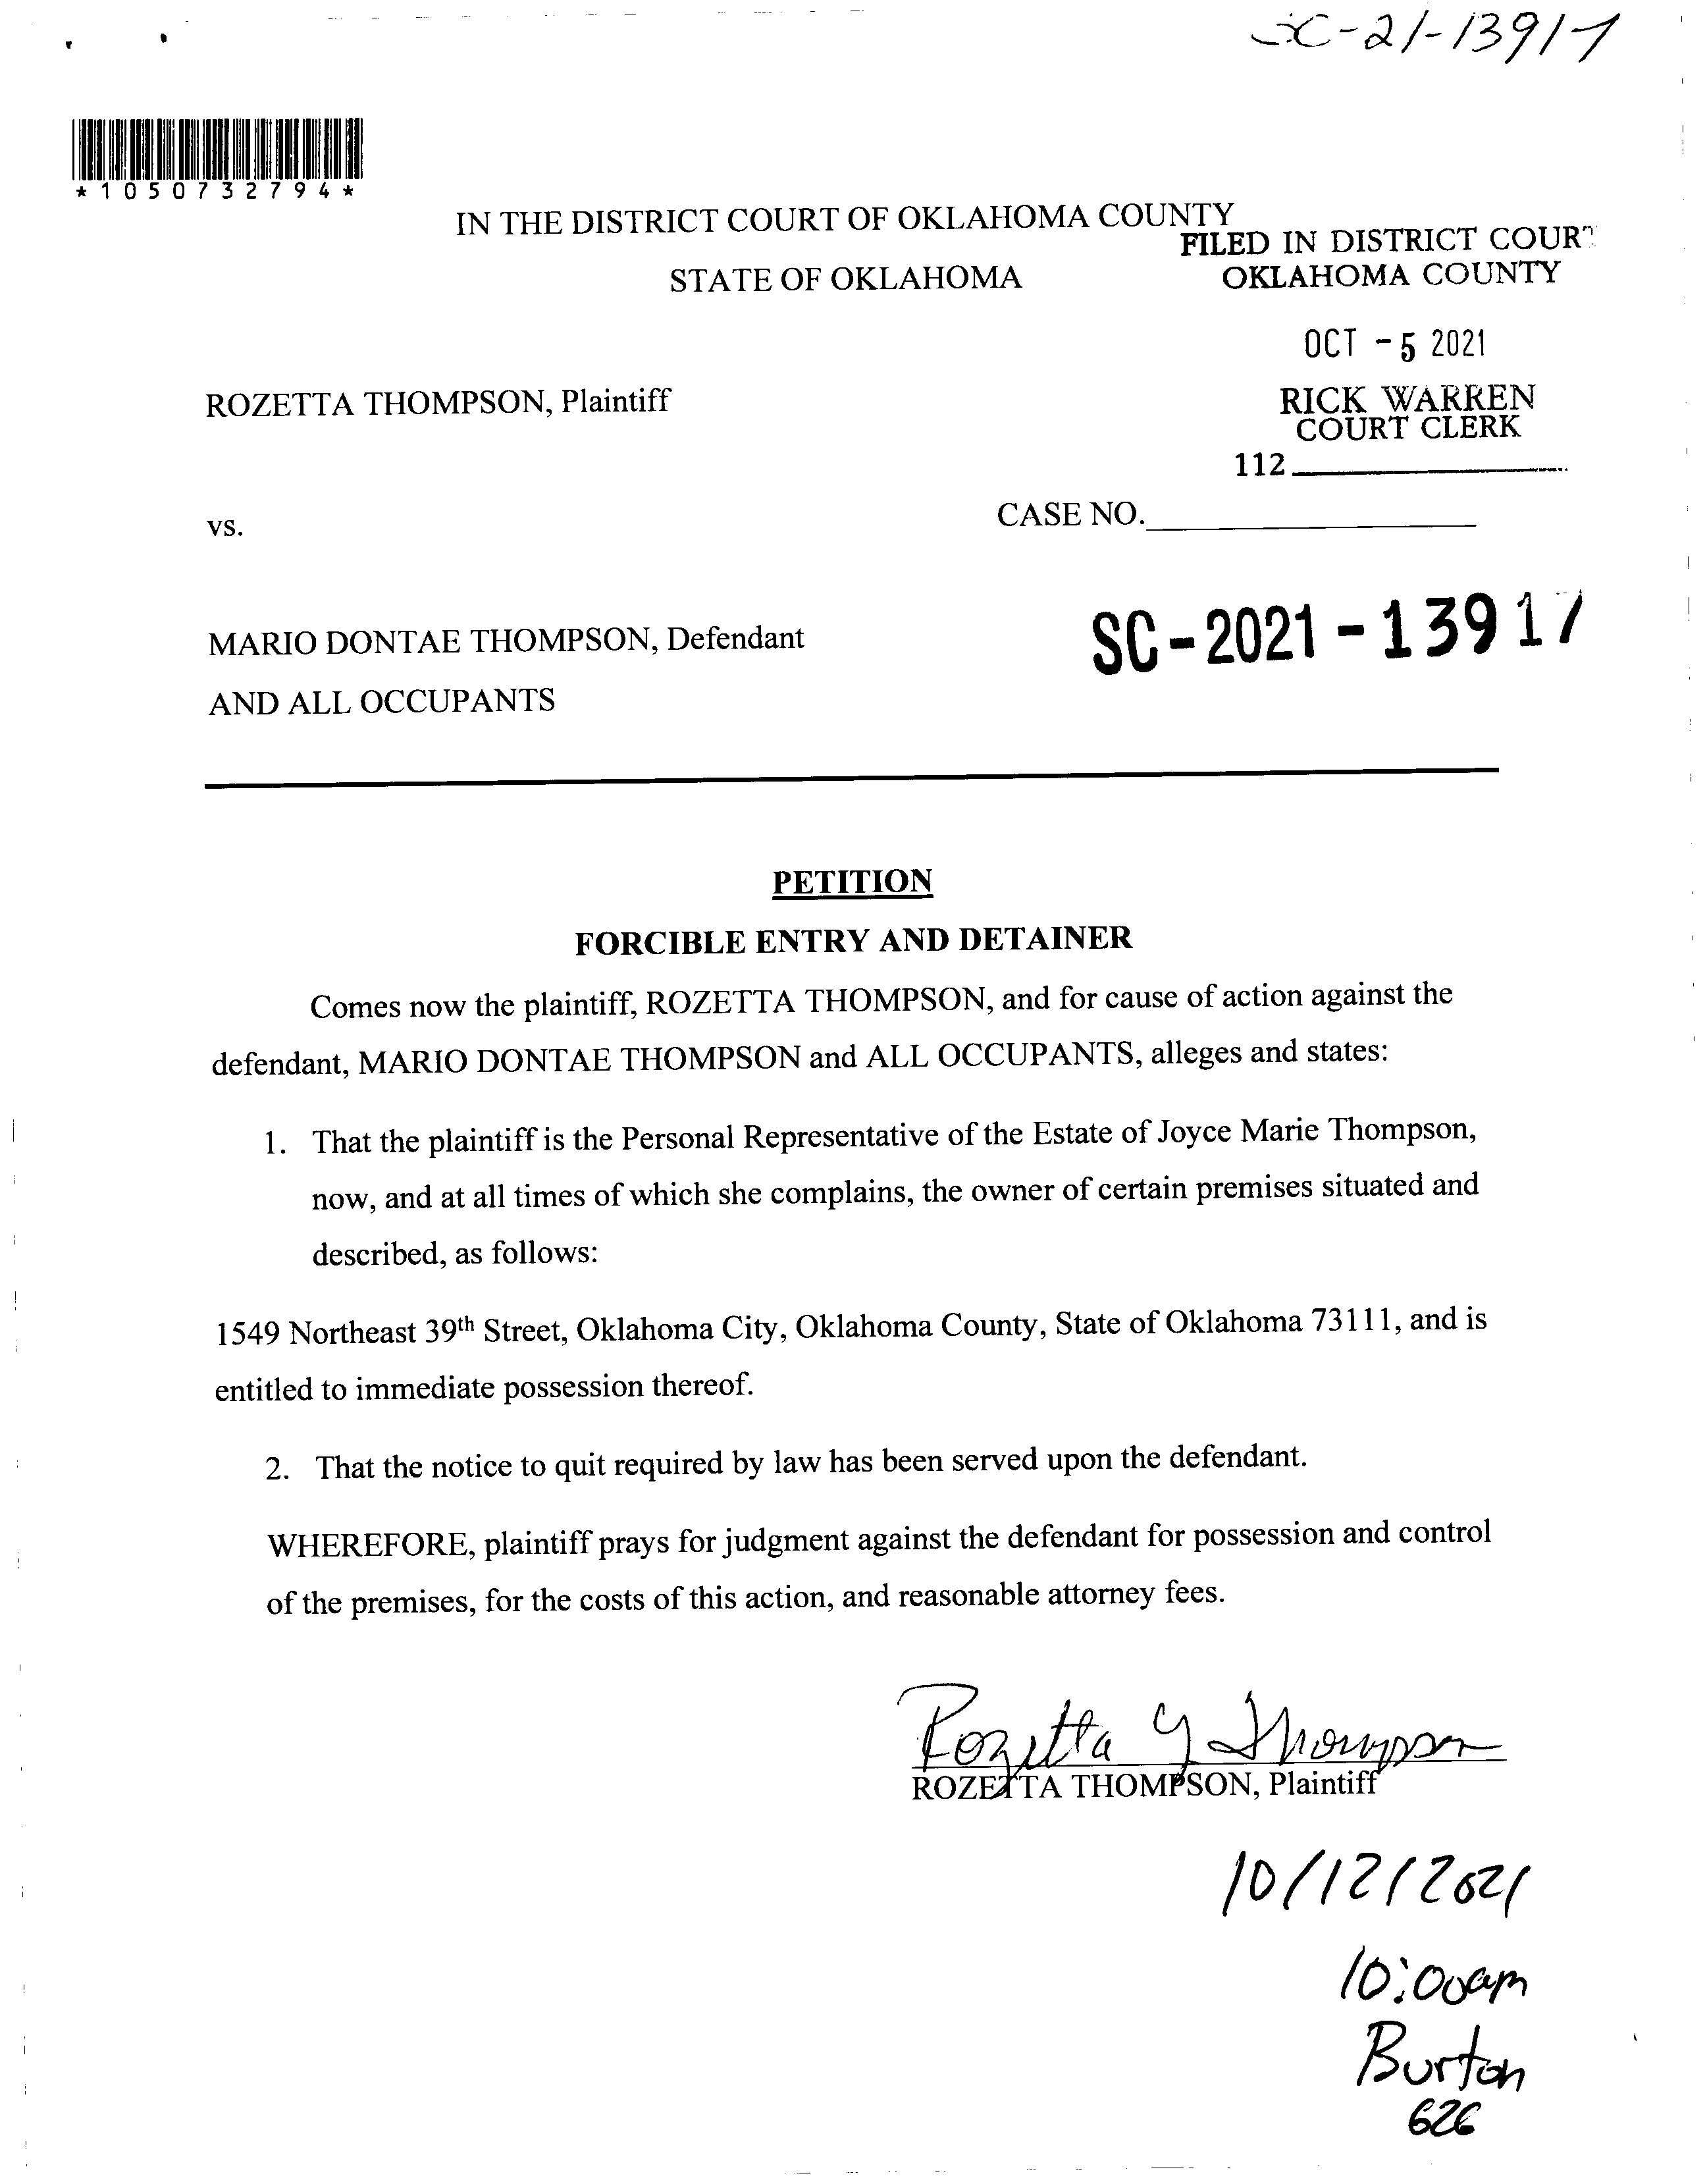 SC-21-13917
*1050732794*
IN THE DISTRICT COURT OF OKLAHOMA COUNTY
STATE OF OKLAHOMA
FILED IN DISTRICT COURT
OKLAHOMA COUNTY
OCT -5 2021
RICK WARREN
COURT CLERK
112
ROZETTA THOMPSON, Plaintiff
vs.
CASE NO.
SC-2021-13917
MARIO DONTAE THOMPSON, Defendant
AND ALL OCCUPANTS
PETITION
FORCIBLE ENTRY AND DETAINER
Comes now the plaintiff, ROZETTA THOMPSON, and for cause of action against the
defendant, MARIO DONTAE THOMPSON and ALL OCCUPANTS, alleges and states:
1. That the plaintiff is the Personal Representative of the Estate of Joyce Marie Thompson,
now, and at all times of which she complains, the owner of certain premises situated and
described, as follows:
1549 Northeast 39th Street, Oklahoma City, Oklahoma County, State of Oklahoma 73111, and is
entitled to immediate possession thereof.
2. That the notice to quit required by law has been served upon the defendant.
WHEREFORE, plaintiff prays for judgment against the defendant for possession and control
of the premises, for the costs of this action, and reasonable attorney fees.
Rozetta Y Thompson
ROZETTA THOMPSON, Plaintiff
10/12/2021
10:00am
Burton
626